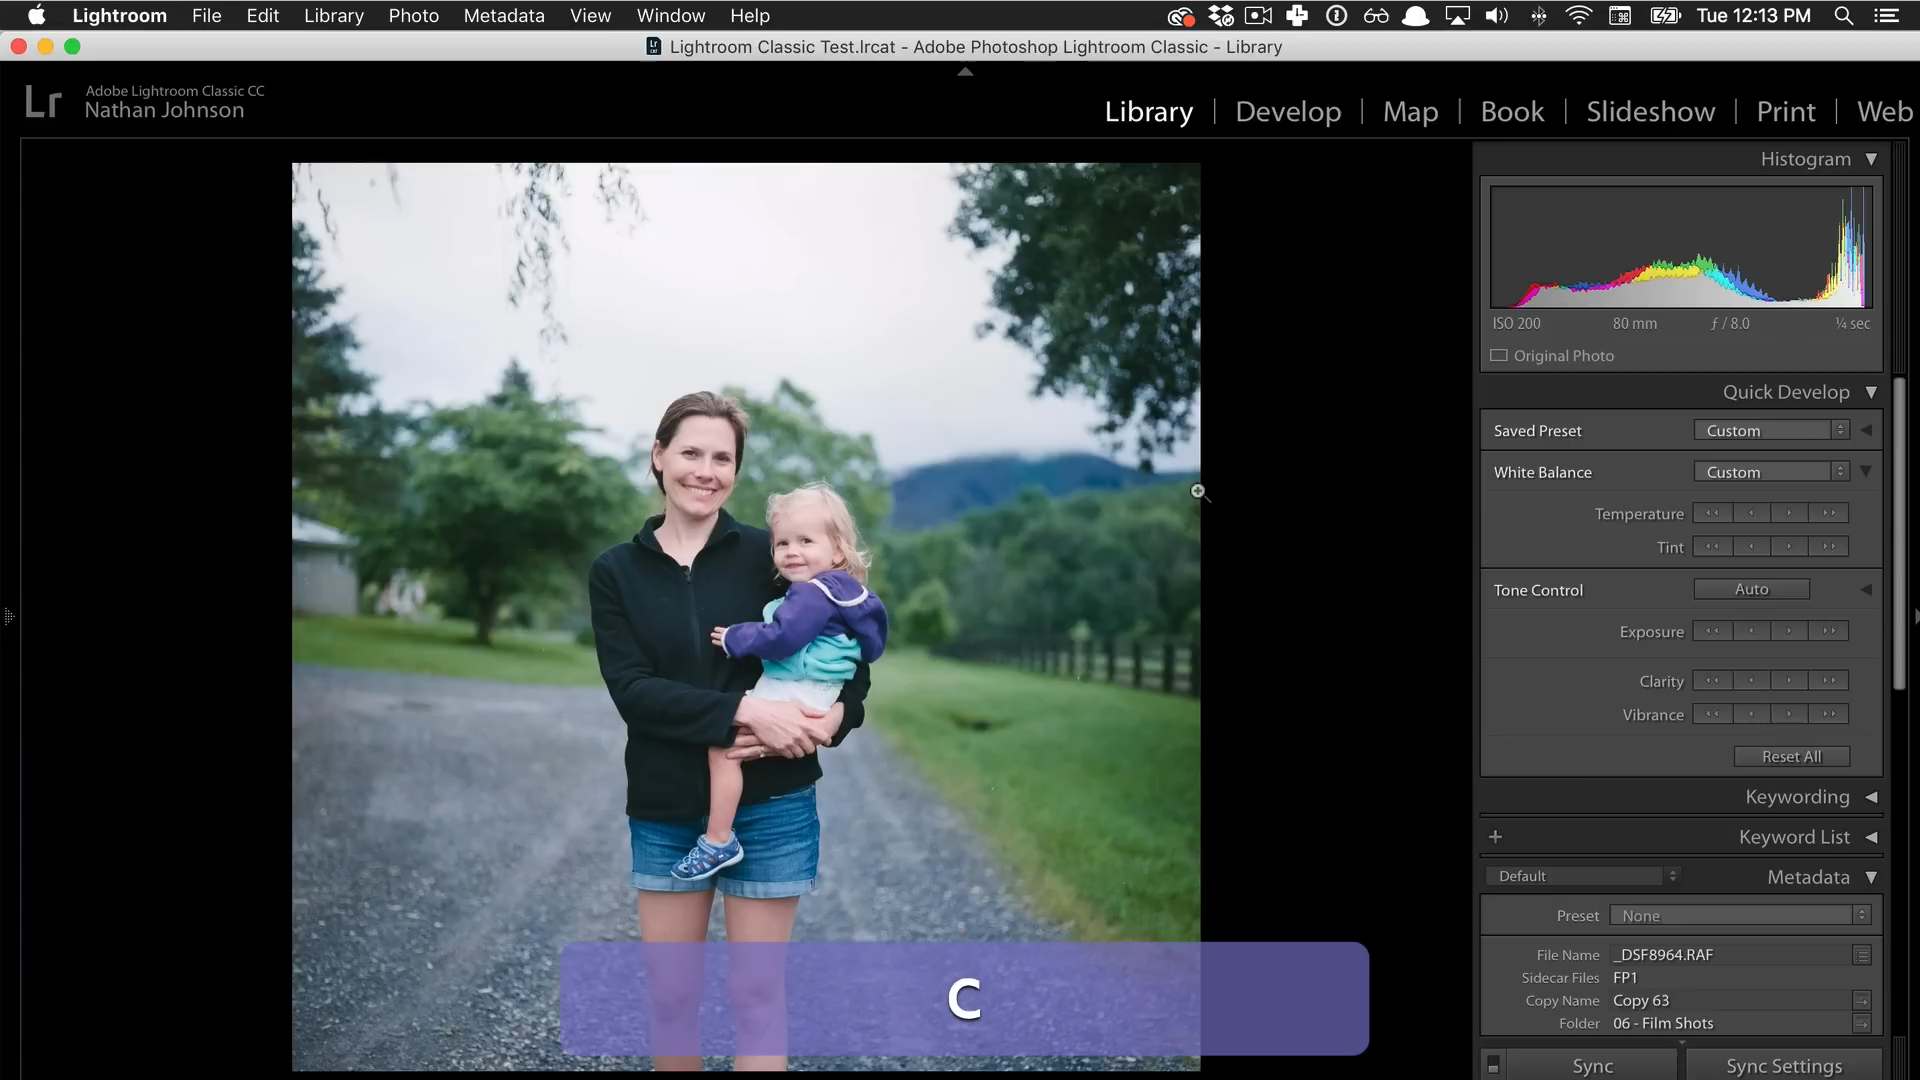 Lightroom File Edit Library Photo Metadata View Window Help Tue 12:13 PM
Lr Lightroom Classic Test.lrcat - Adobe Photoshop Lightroom Classic - Library
Lr Adobe Lightroom Classic CC
Nathan Johnson
Library | Develop | Map | Book | Slideshow | Print | Web
Histogram
ISO 200 80 mm ƒ / 8.0 ¼ sec
Original Photo
Quick Develop
Saved Preset Custom
White Balance Custom
Temperature
Tint
Tone Control Auto
Exposure
Clarity
Vibrance
Reset All
Keywording
+ Keyword List
Default Metadata
Preset None
File Name _DSF8964.RAF
Sidecar Files FP1
Copy Name Copy 63
Folder 06 - Film Shots
Sync Sync Settings
C